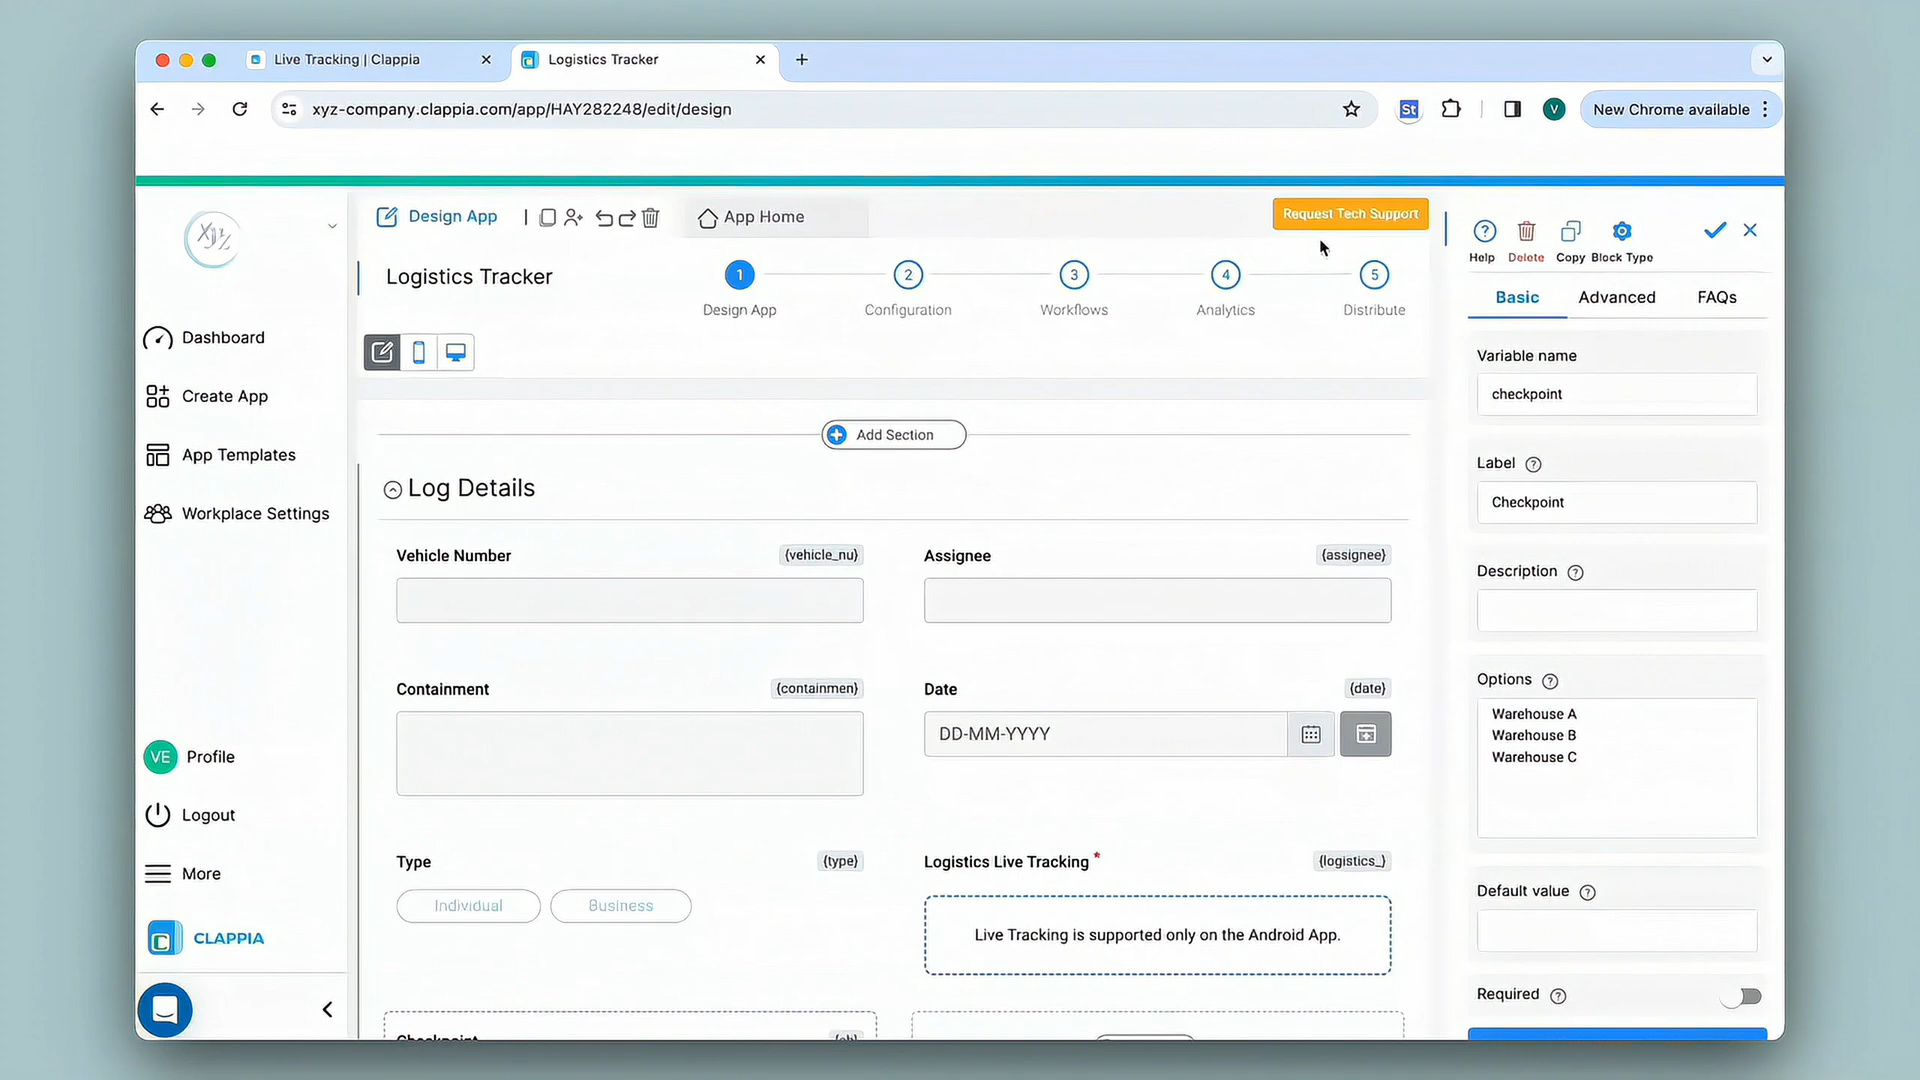 Live Tracking | Clappia
Logistics Tracker
xyz-company.clappia.com/app/HAY282248/edit/design
St
V
New Chrome available
Xyz
Design App
App Home
Request Tech Support
Help
Delete
Copy
Block Type
Logistics Tracker
1
2
3
4
5
Design App
Configuration
Workflows
Analytics
Distribute
Basic
Advanced
FAQs
Dashboard
Create App
App Templates
Workplace Settings
VE
Profile
Logout
More
CLAPPIA
Add Section
Log Details
Vehicle Number
{vehicle_nu}
Assignee
{assignee}
Containment
{containmen}
Date
{date}
DD-MM-YYYY
Type
{type}
Individual
Business
Logistics Live Tracking *
{logistics_}
Live Tracking is supported only on the Android App.
Checkpoint
Variable name
checkpoint
Label
Checkpoint
Description
Options
Warehouse A
Warehouse B
Warehouse C
Default value
Required